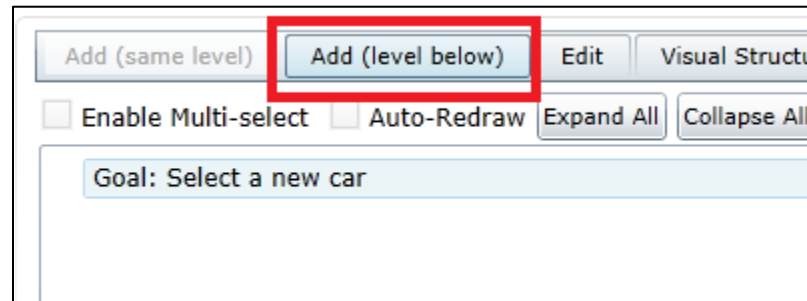 Add (same level) Add (level below) Edit Visual Structu
Enable Multi-select Auto-Redraw Expand All Collapse All
Goal: Select a new car